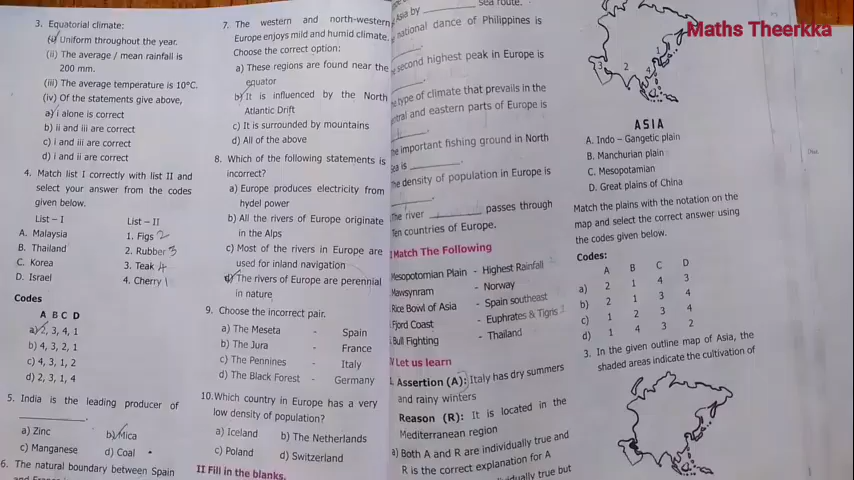 3. Equatorial climate:
(i) Uniform throughout the year.
(ii) The average / mean rainfall is
200 mm.
(iii) The average temperature is 10°C.
(iv) Of the statements give above,
a) i alone is correct
b) ii and iii are correct
c) i and iii are correct
d) i and ii are correct
4. Match list I correctly with list II and
select your answer from the codes
given below.
List – I List – II
A. Malaysia 1. Figs 2
B. Thailand 2. Rubber 3
C. Korea 3. Teak 4
D. Israel 4. Cherry 1
Codes
A B C D
a) 2, 3, 4, 1
b) 4, 3, 2, 1
c) 4, 3, 1, 2
d) 2, 3, 1, 4
5. India is the leading producer of
a) Zinc b) Mica
c) Manganese d) Coal
6. The natural boundary between Spain
7. The western and north-western
Europe enjoys mild and humid climate.
Choose the correct option:
a) These regions are found near the
equator
b) It is influenced by the North
Atlantic Drift
c) It is surrounded by mountains
d) All of the above
8. Which of the following statements is
incorrect?
a) Europe produces electricity from
hydel power
b) All the rivers of Europe originate
in the Alps
c) Most of the rivers in Europe are
used for inland navigation
d) The rivers of Europe are perennial
in nature
9. Choose the incorrect pair.
a) The Meseta - Spain
b) The Jura - France
c) The Pennines - Italy
d) The Black Forest - Germany
10. Which country in Europe has a very
low density of population?
a) Iceland b) The Netherlands
c) Poland d) Switzerland
II Fill in the blanks.
Asia by sea route.
national dance of Philippines is
second highest peak in Europe is
type of climate that prevails in the
and eastern parts of Europe is
important fishing ground in North
is
density of population in Europe is
The river passes through
countries of Europe.
Match The Following
Mesopotomian Plain - Highest Rainfall
Mawsynram - Norway
Rice Bowl of Asia - Spain southeast
Fjord Coast - Euphrates & Tigris
Bull Fighting - Thailand
Let us learn
Assertion (A): Italy has dry summers
and rainy winters
Reason (R): It is located in the
Mediterranean region
a) Both A and R are individually true and
R is the correct explanation for A
true but
Maths Theerkka
1
3 2
4
ASIA
A. Indo – Gangetic plain
B. Manchurian plain
C. Mesopotamian
D. Great plains of China
Match the plains with the notation on the
map and select the correct answer using
the codes given below.
Codes:
A B C D
a) 2 1 4 3
b) 2 1 3 4
c) 1 2 3 4
d) 1 4 3 2
3. In the given outline map of Asia, the
shaded areas indicate the cultivation of